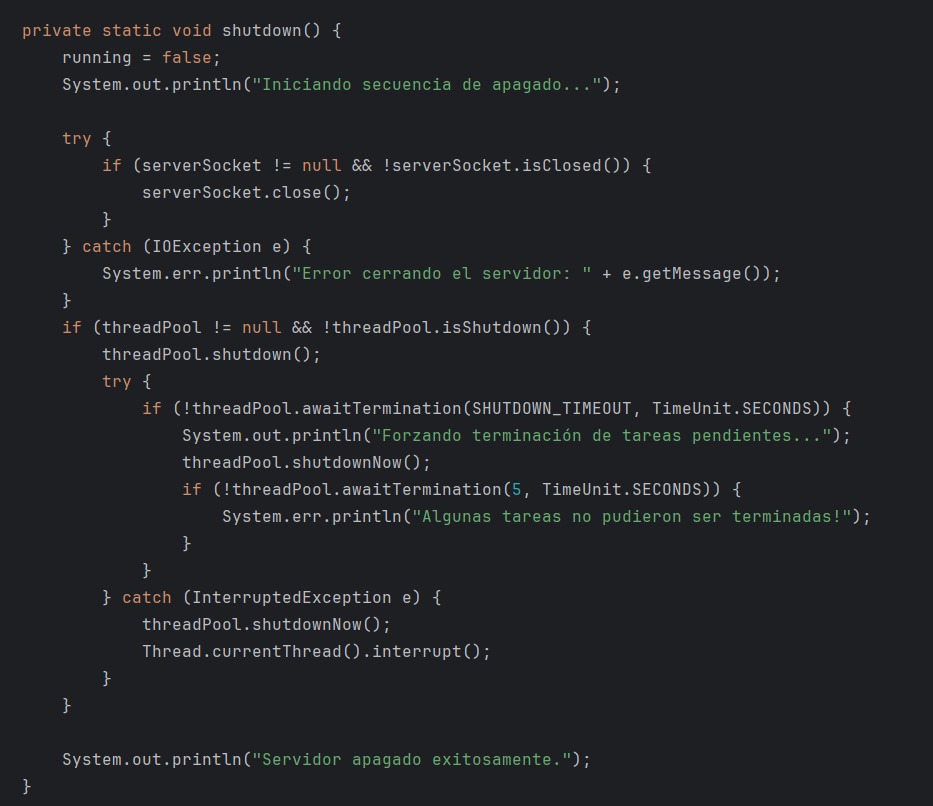 private static void shutdown() {
    running = false;
    System.out.println("Iniciando secuencia de apagado...");

    try {
        if (serverSocket != null && !serverSocket.isClosed()) {
            serverSocket.close();
        }
    } catch (IOException e) {
        System.err.println("Error cerrando el servidor: " + e.getMessage());
    }
    if (threadPool != null && !threadPool.isShutdown()) {
        threadPool.shutdown();
        try {
            if (!threadPool.awaitTermination(SHUTDOWN_TIMEOUT, TimeUnit.SECONDS)) {
                System.out.println("Forzando terminación de tareas pendientes...");
                threadPool.shutdownNow();
                if (!threadPool.awaitTermination(5, TimeUnit.SECONDS)) {
                    System.err.println("Algunas tareas no pudieron ser terminadas!");
                }
            }
        } catch (InterruptedException e) {
            threadPool.shutdownNow();
            Thread.currentThread().interrupt();
        }
    }

    System.out.println("Servidor apagado exitosamente.");
}